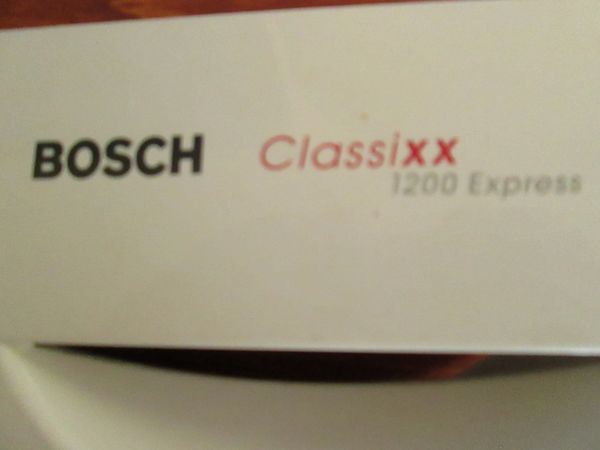 BOSCH Classixx
1200 Express